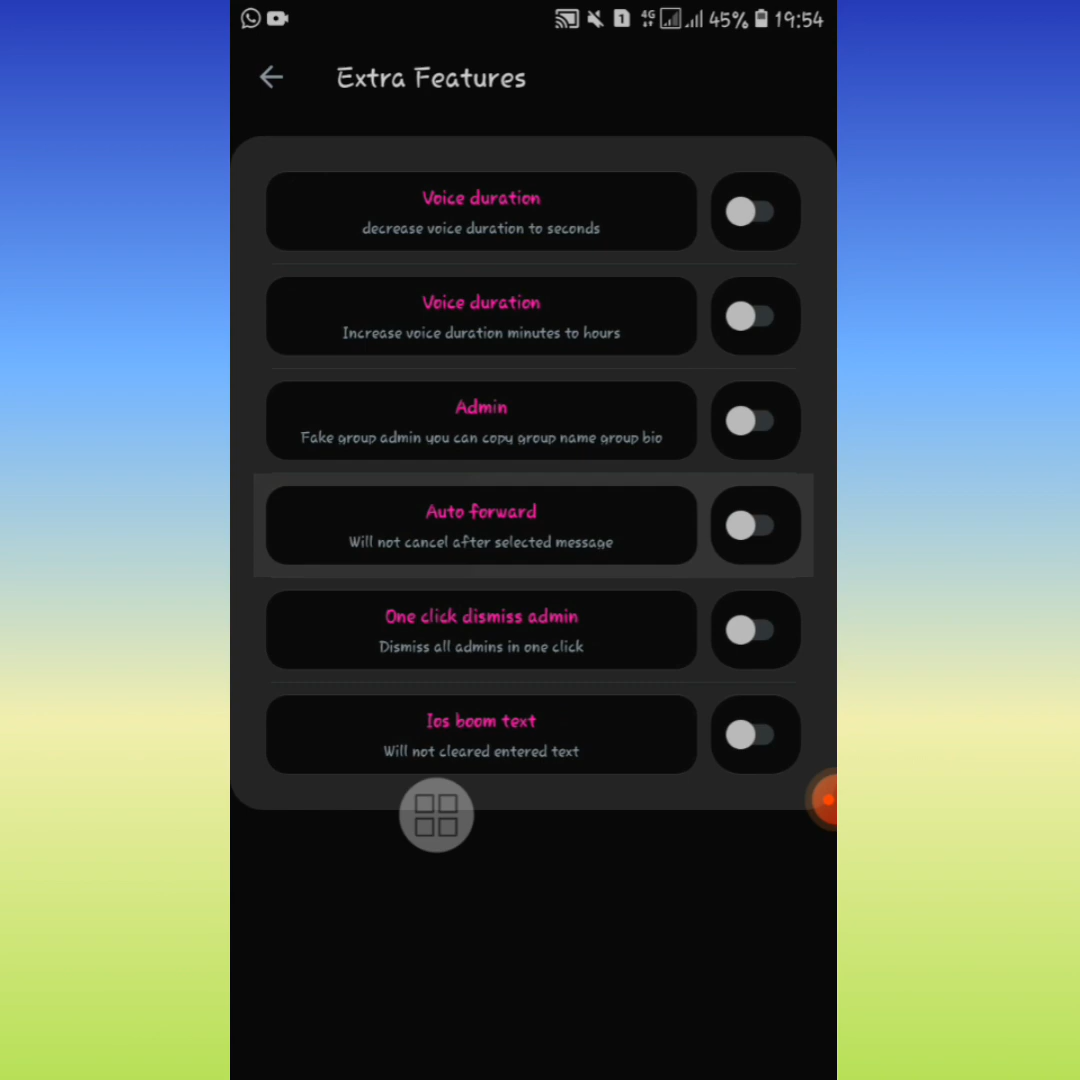 1 4G 45% 19:54
Extra Features
Voice duration
decrease voice duration to seconds
Voice duration
Increase voice duration minutes to hours
Admin
Fake group admin you can copy group name group bio
Auto forward
Will not cancel after selected message
One click dismiss admin
Dismiss all admins in one click
Ios boom text
Will not cleared entered text